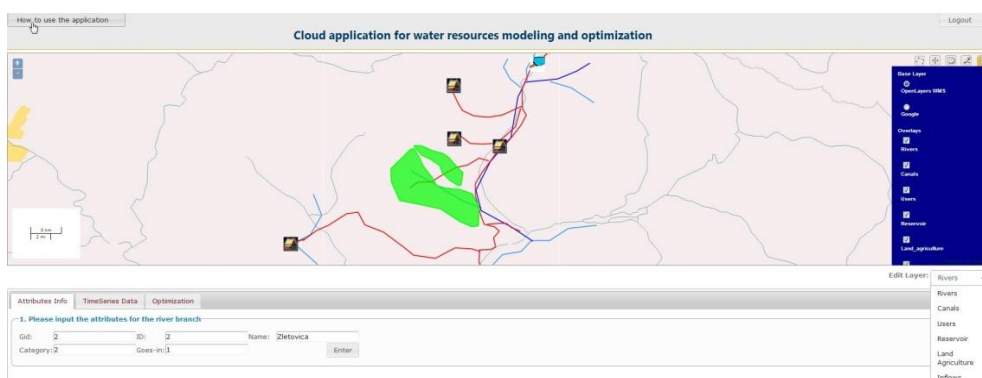 How to use the application
Logout
Cloud application for water resources modeling and optimization
+
-
Base Layer
OpenLayers WMS
Google
Overlays
Rivers
Canals
Users
Reservoir
Land_agriculture
2 mi
Edit Layer: Rivers
Rivers
Canals
Users
Reservoir
Land
Agriculture
Inflows
Attributes Info TimeSeries Data Optimization
1. Please input the attributes for the river branch
Gid: 2 ID: 2 Name: Zletovica
Category: 2 Goes-in: 1 Enter